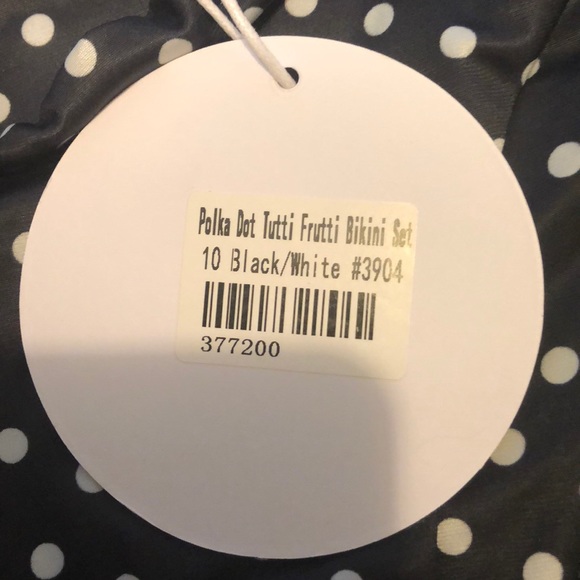 Polka Dot Tutti Frutti Bikini Set
10 Black/White #3904
377200